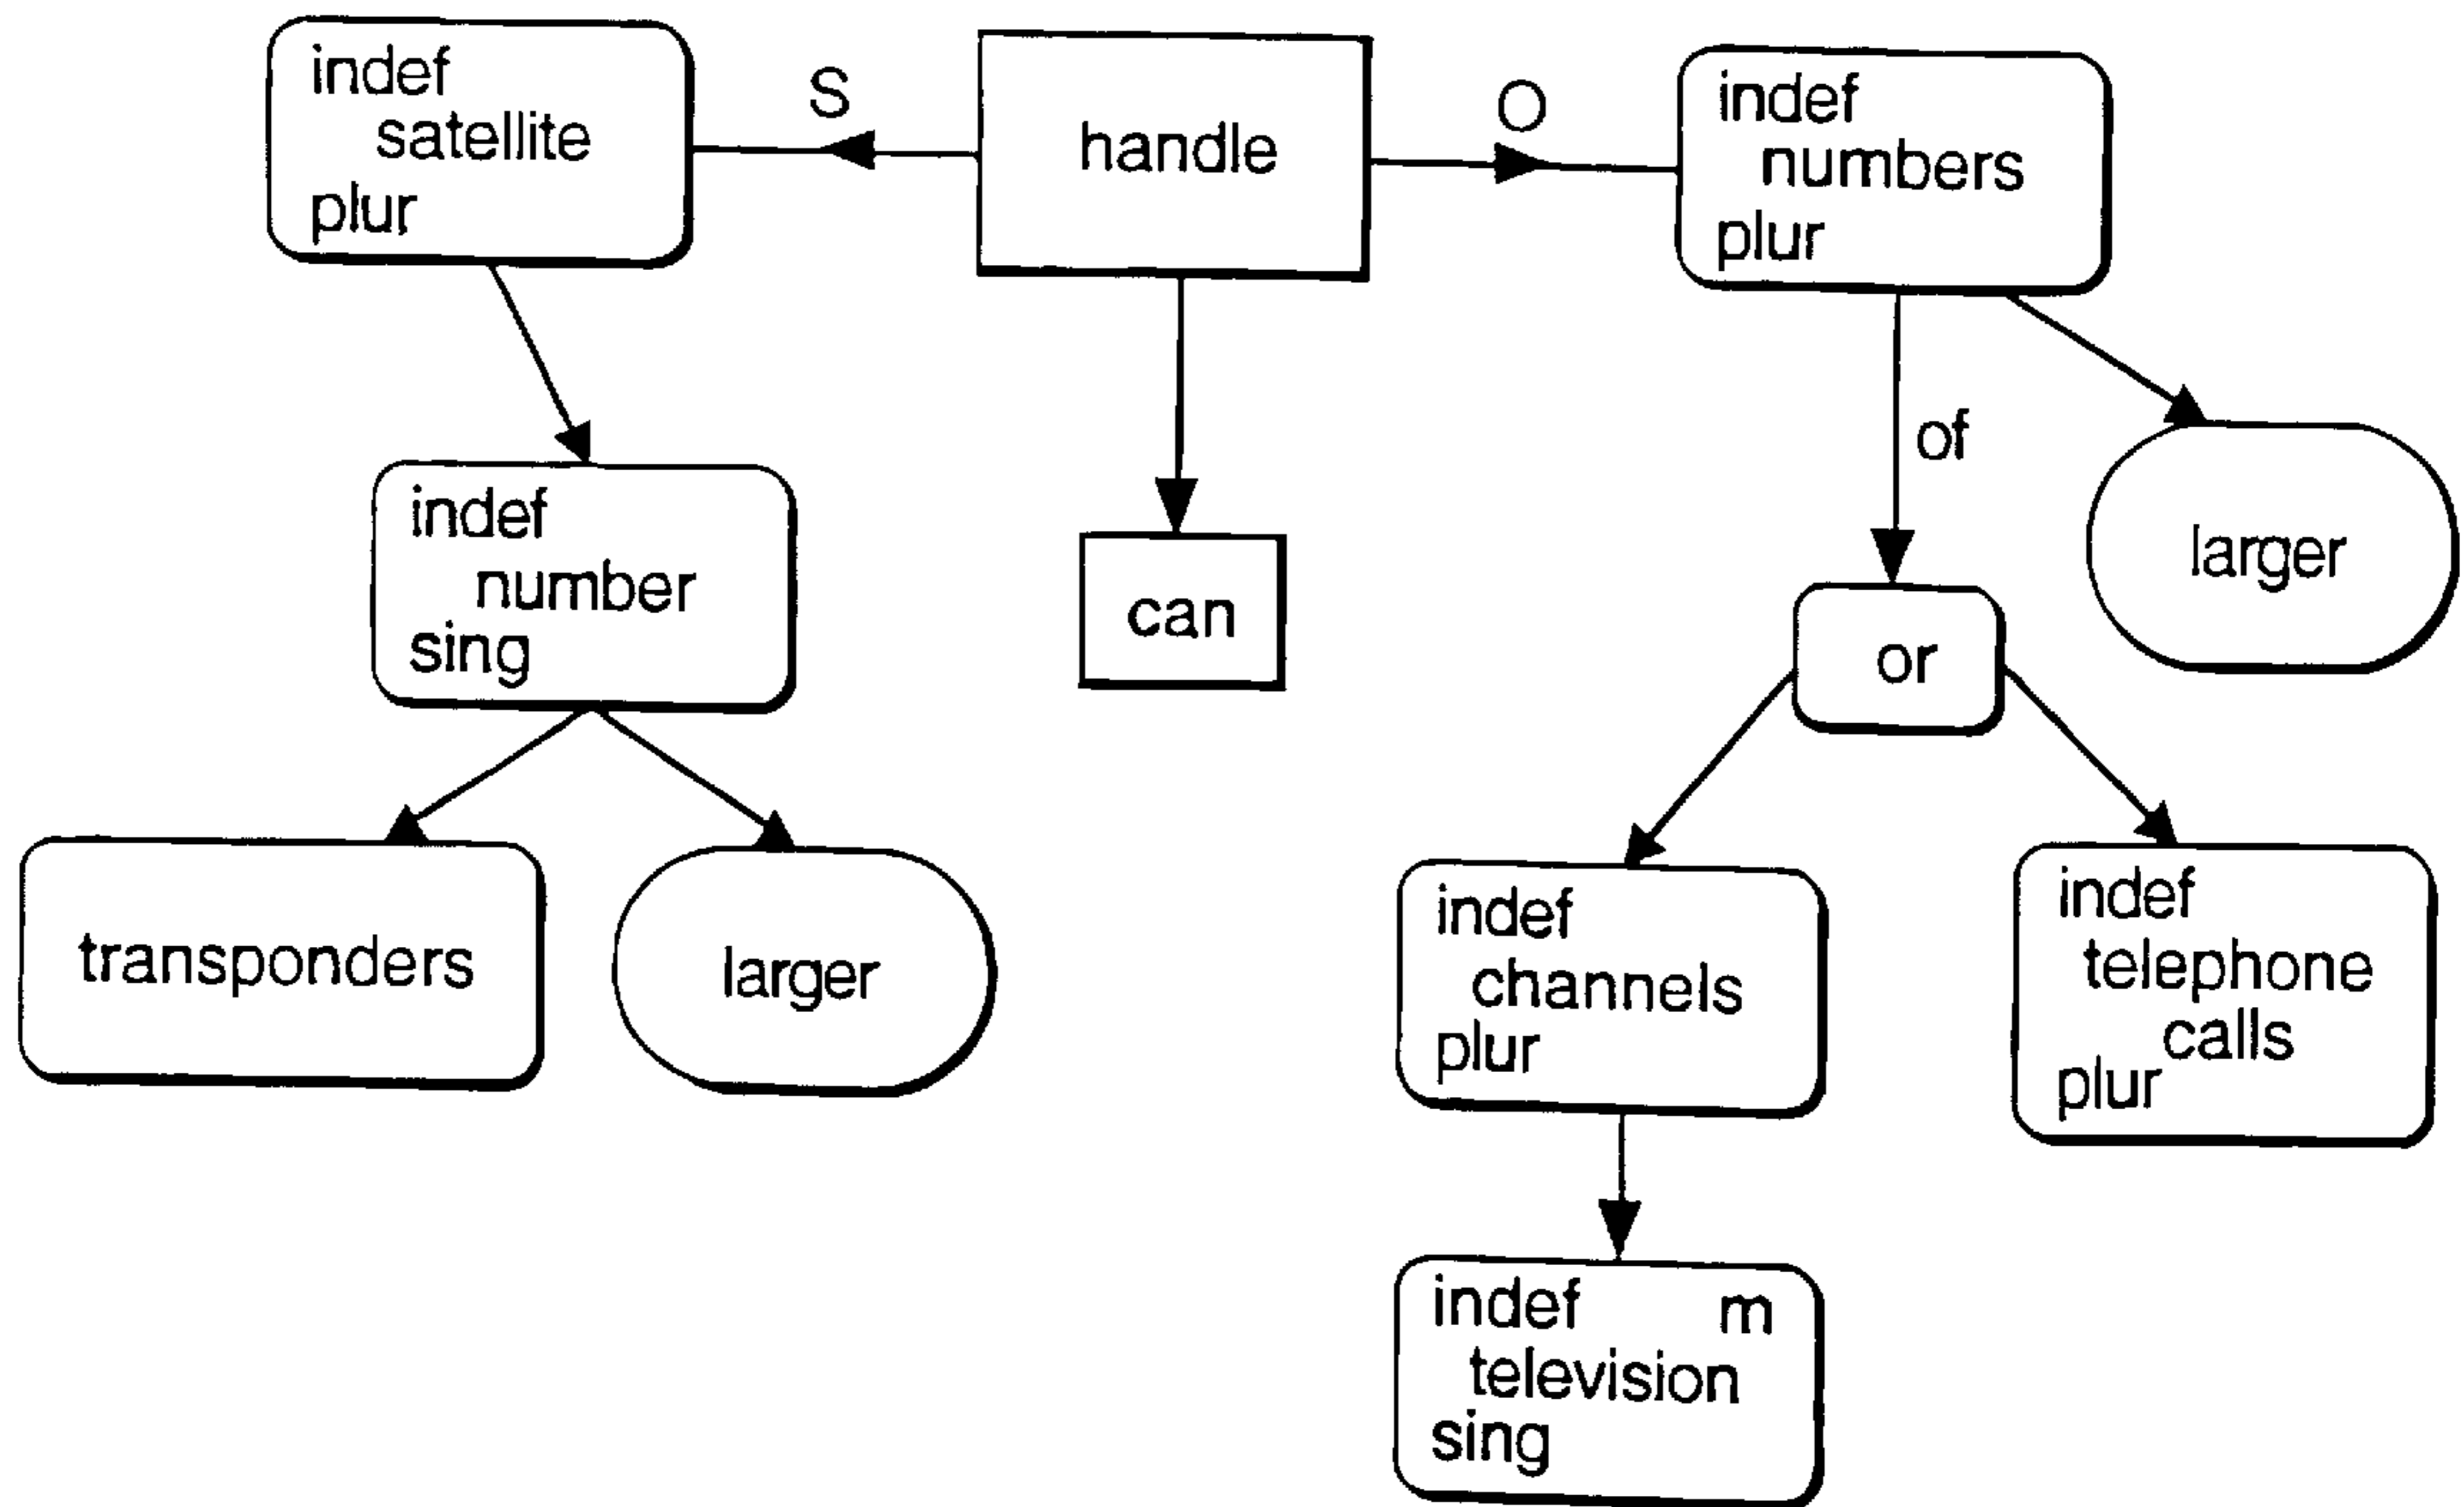 indef
satellite
plur
S
handle
O
indef
numbers
plur
of
larger
indef
number
sing
can
or
transponders
larger
indef
channels
plur
indef
telephone
calls
plur
indef m
television
sing